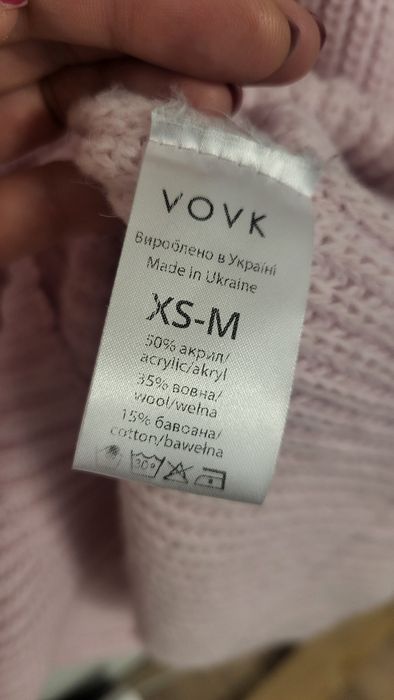 VOVK
Вироблено в Україні
Made in Ukraine
XS-M
50% акрил/
acrylic/akryl
35% вовна/
wool/wełna
15% бавовна/
cotton/bawełna
30°